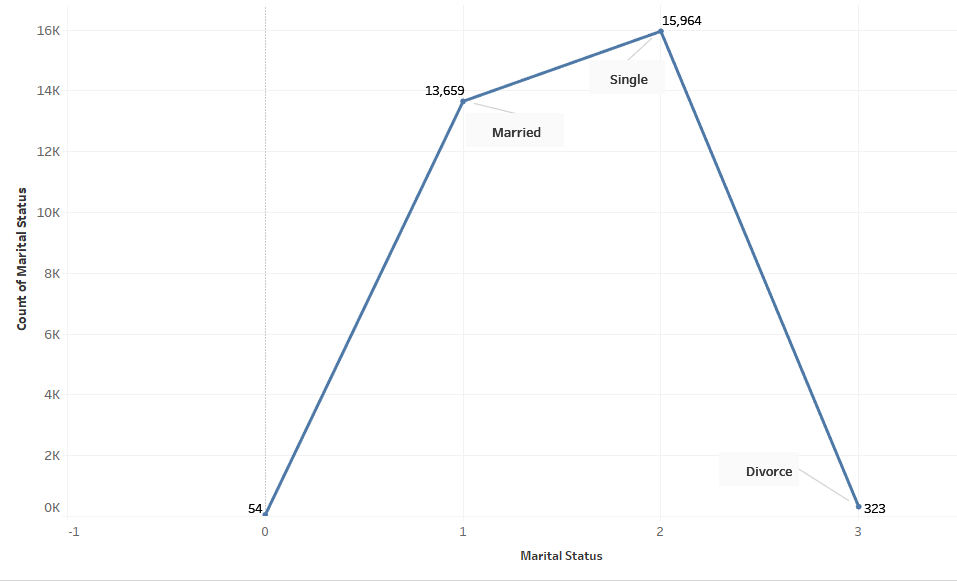 15,964
16K
Single
14K
13,659
Married
12K
10K
Count of Marital Status
8K
6K
4K
2K
Divorce
0K
54
323
-1
0
1
2
3
Marital Status